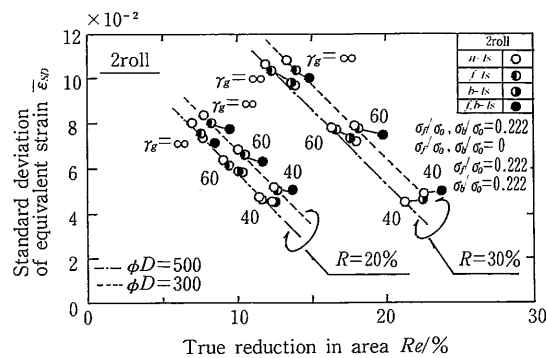 ×10⁻²
12
10
8
6
4
2
0
Standard deviation
of equivalent strain ε̄_SD
2roll
γg=∞
γg=∞
γg=∞
γg=∞
60
60
60
60
40
40
40
40
2roll
n-ts
f-ts
b-ts
f,b-ts
σf/σ0, σb/σ0=0.222
σf/σ0, σb/σ0=0
σf/σ0=0.222
σb/σ0=0.222
φD=500
φD=300
R=20%
R=30%
0
10
20
30
True reduction in area Re/%